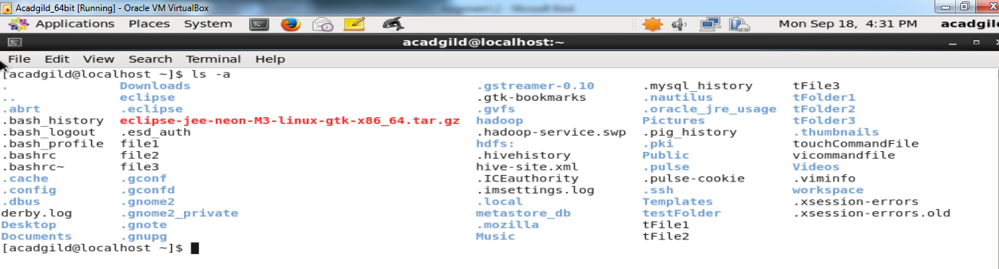 Acadgild_64bit [Running] - Oracle VM VirtualBox
Applications Places System Mon Sep 18, 4:31 PM acadgild
acadgild@localhost:~
File Edit View Search Terminal Help
[acadgild@localhost ~]$ ls -a
. Downloads .gstreamer-0.10 .mysql_history tFile3
.. eclipse .gtk-bookmarks .nautilus tFolder1
.abrt .eclipse .gvfs .oracle_jre_usage tFolder2
.bash_history eclipse-jee-neon-M3-linux-gtk-x86_64.tar.gz hadoop Pictures tFolder3
.bash_logout .esd_auth .hadoop-service.swp .pig_history .thumbnails
.bash_profile file1 hdfs: .pki touchCommandFile
.bashrc file2 .hivehistory Public vicommandfile
.bashrc~ file3 hive-site.xml .pulse Videos
.cache .gconf .ICEauthority .pulse-cookie .viminfo
.config .gconfd .imsettings.log .ssh workspace
.dbus .gnome2 .local Templates .xsession-errors
derby.log .gnome2_private metastore_db testFolder .xsession-errors.old
Desktop .gnote .mozilla tFile1
Documents .gnupg Music tFile2
[acadgild@localhost ~]$